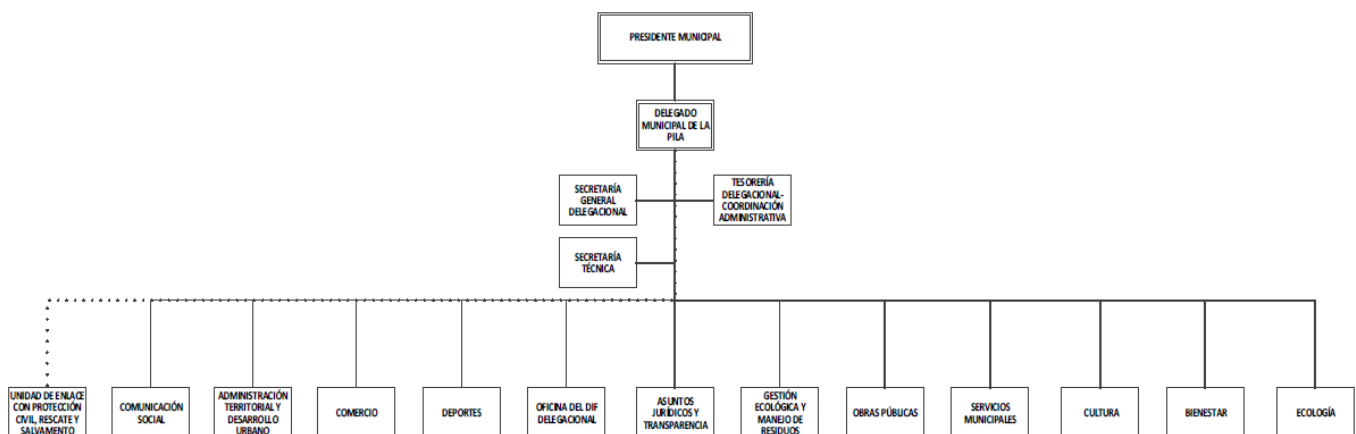 PRESIDENTE MUNICIPAL
DELEGADO
MUNICIPAL DE LA
PILA
SECRETARÍA
GENERAL
DELEGACIONAL
TESORERÍA
DELEGACIONAL-
COORDINACIÓN
ADMINISTRATIVA
SECRETARÍA
TÉCNICA
UNIDAD DE ENLACE
CON PROTECCIÓN
CIVIL, RESCATE Y
SALVAMENTO
COMUNICACIÓN
SOCIAL
ADMINISTRACIÓN
TERRITORIAL Y
DESARROLLO
URBANO
COMERCIO
DEPORTES
OFICINA DEL DIF
DELEGACIONAL
ASUNTOS
JURÍDICOS Y
TRANSPARENCIA
GESTIÓN
ECOLÓGICA Y
MANEJO DE
RESIDUOS
OBRAS PÚBLICAS
SERVICIOS
MUNICIPALES
CULTURA
BIENESTAR
ECOLOGÍA